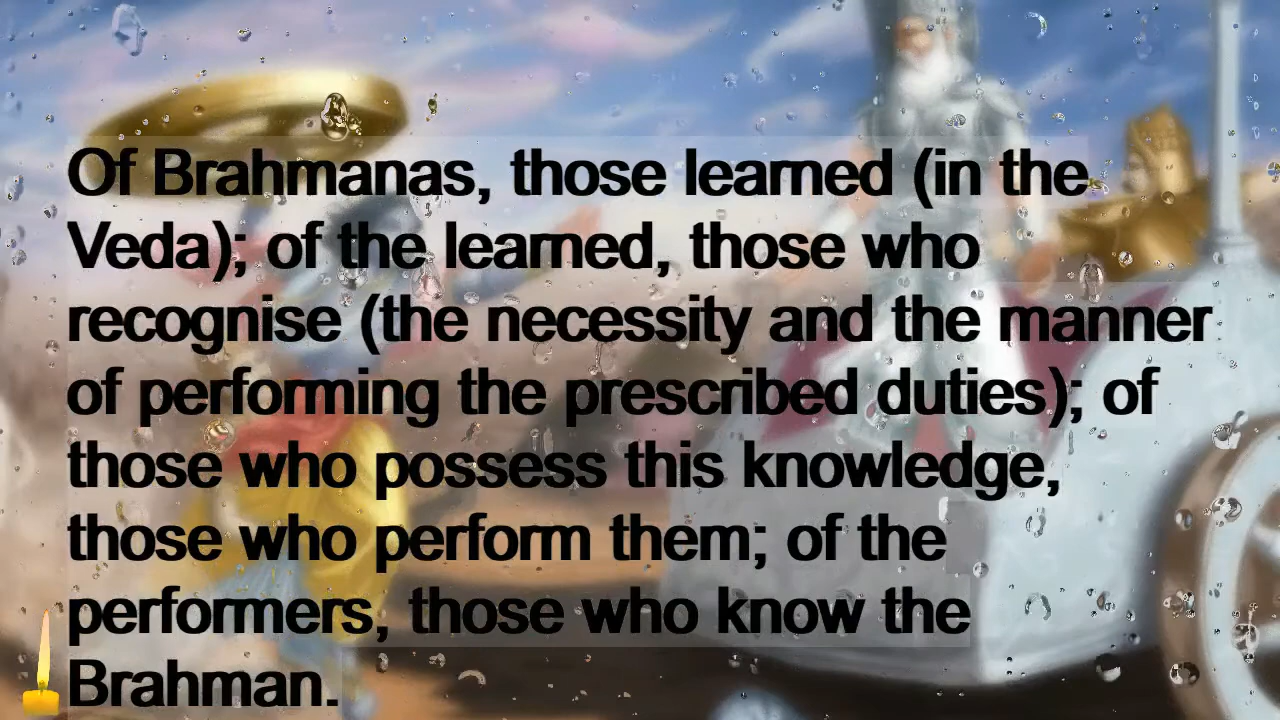 Of Brahmanas, those learned (in the
Veda); of the learned, those who
recognise (the necessity and the manner
of performing the prescribed duties); of
those who possess this knowledge,
those who perform them; of the
performers, those who know the
Brahman.